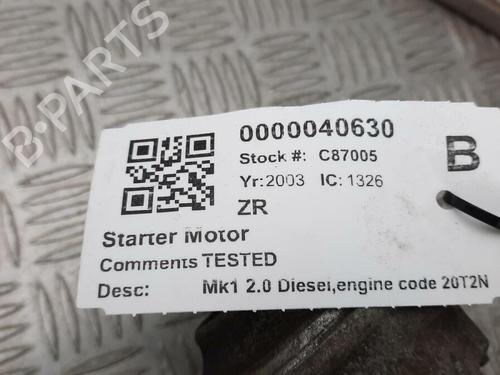 0000040630
Stock #: C87005
B
Yr:2003 IC:1326
ZR
Starter Motor
Comments TESTED
Desc: Mk1 2.0 Diesel,engine code 20T2N
B-PARTS